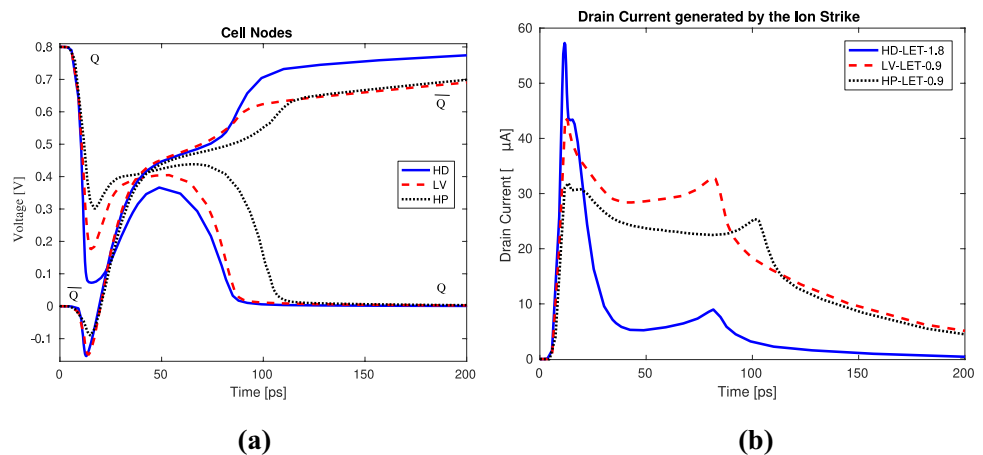 Cell Nodes
0.8
0.7
0.6
0.5
0.4
0.3
0.2
0.1
0
-0.1
Voltage [V]
Q
Q
Q
Q
HD
LV
HP
0
50
100
150
200
Time [ps]
(a)
Drain Current generated by the Ion Strike
60
50
40
30
20
10
0
Drain Current [ µA]
HD-LET-1.8
LV-LET-0.9
HP-LET-0.9
0
50
100
150
200
Time [ps]
(b)